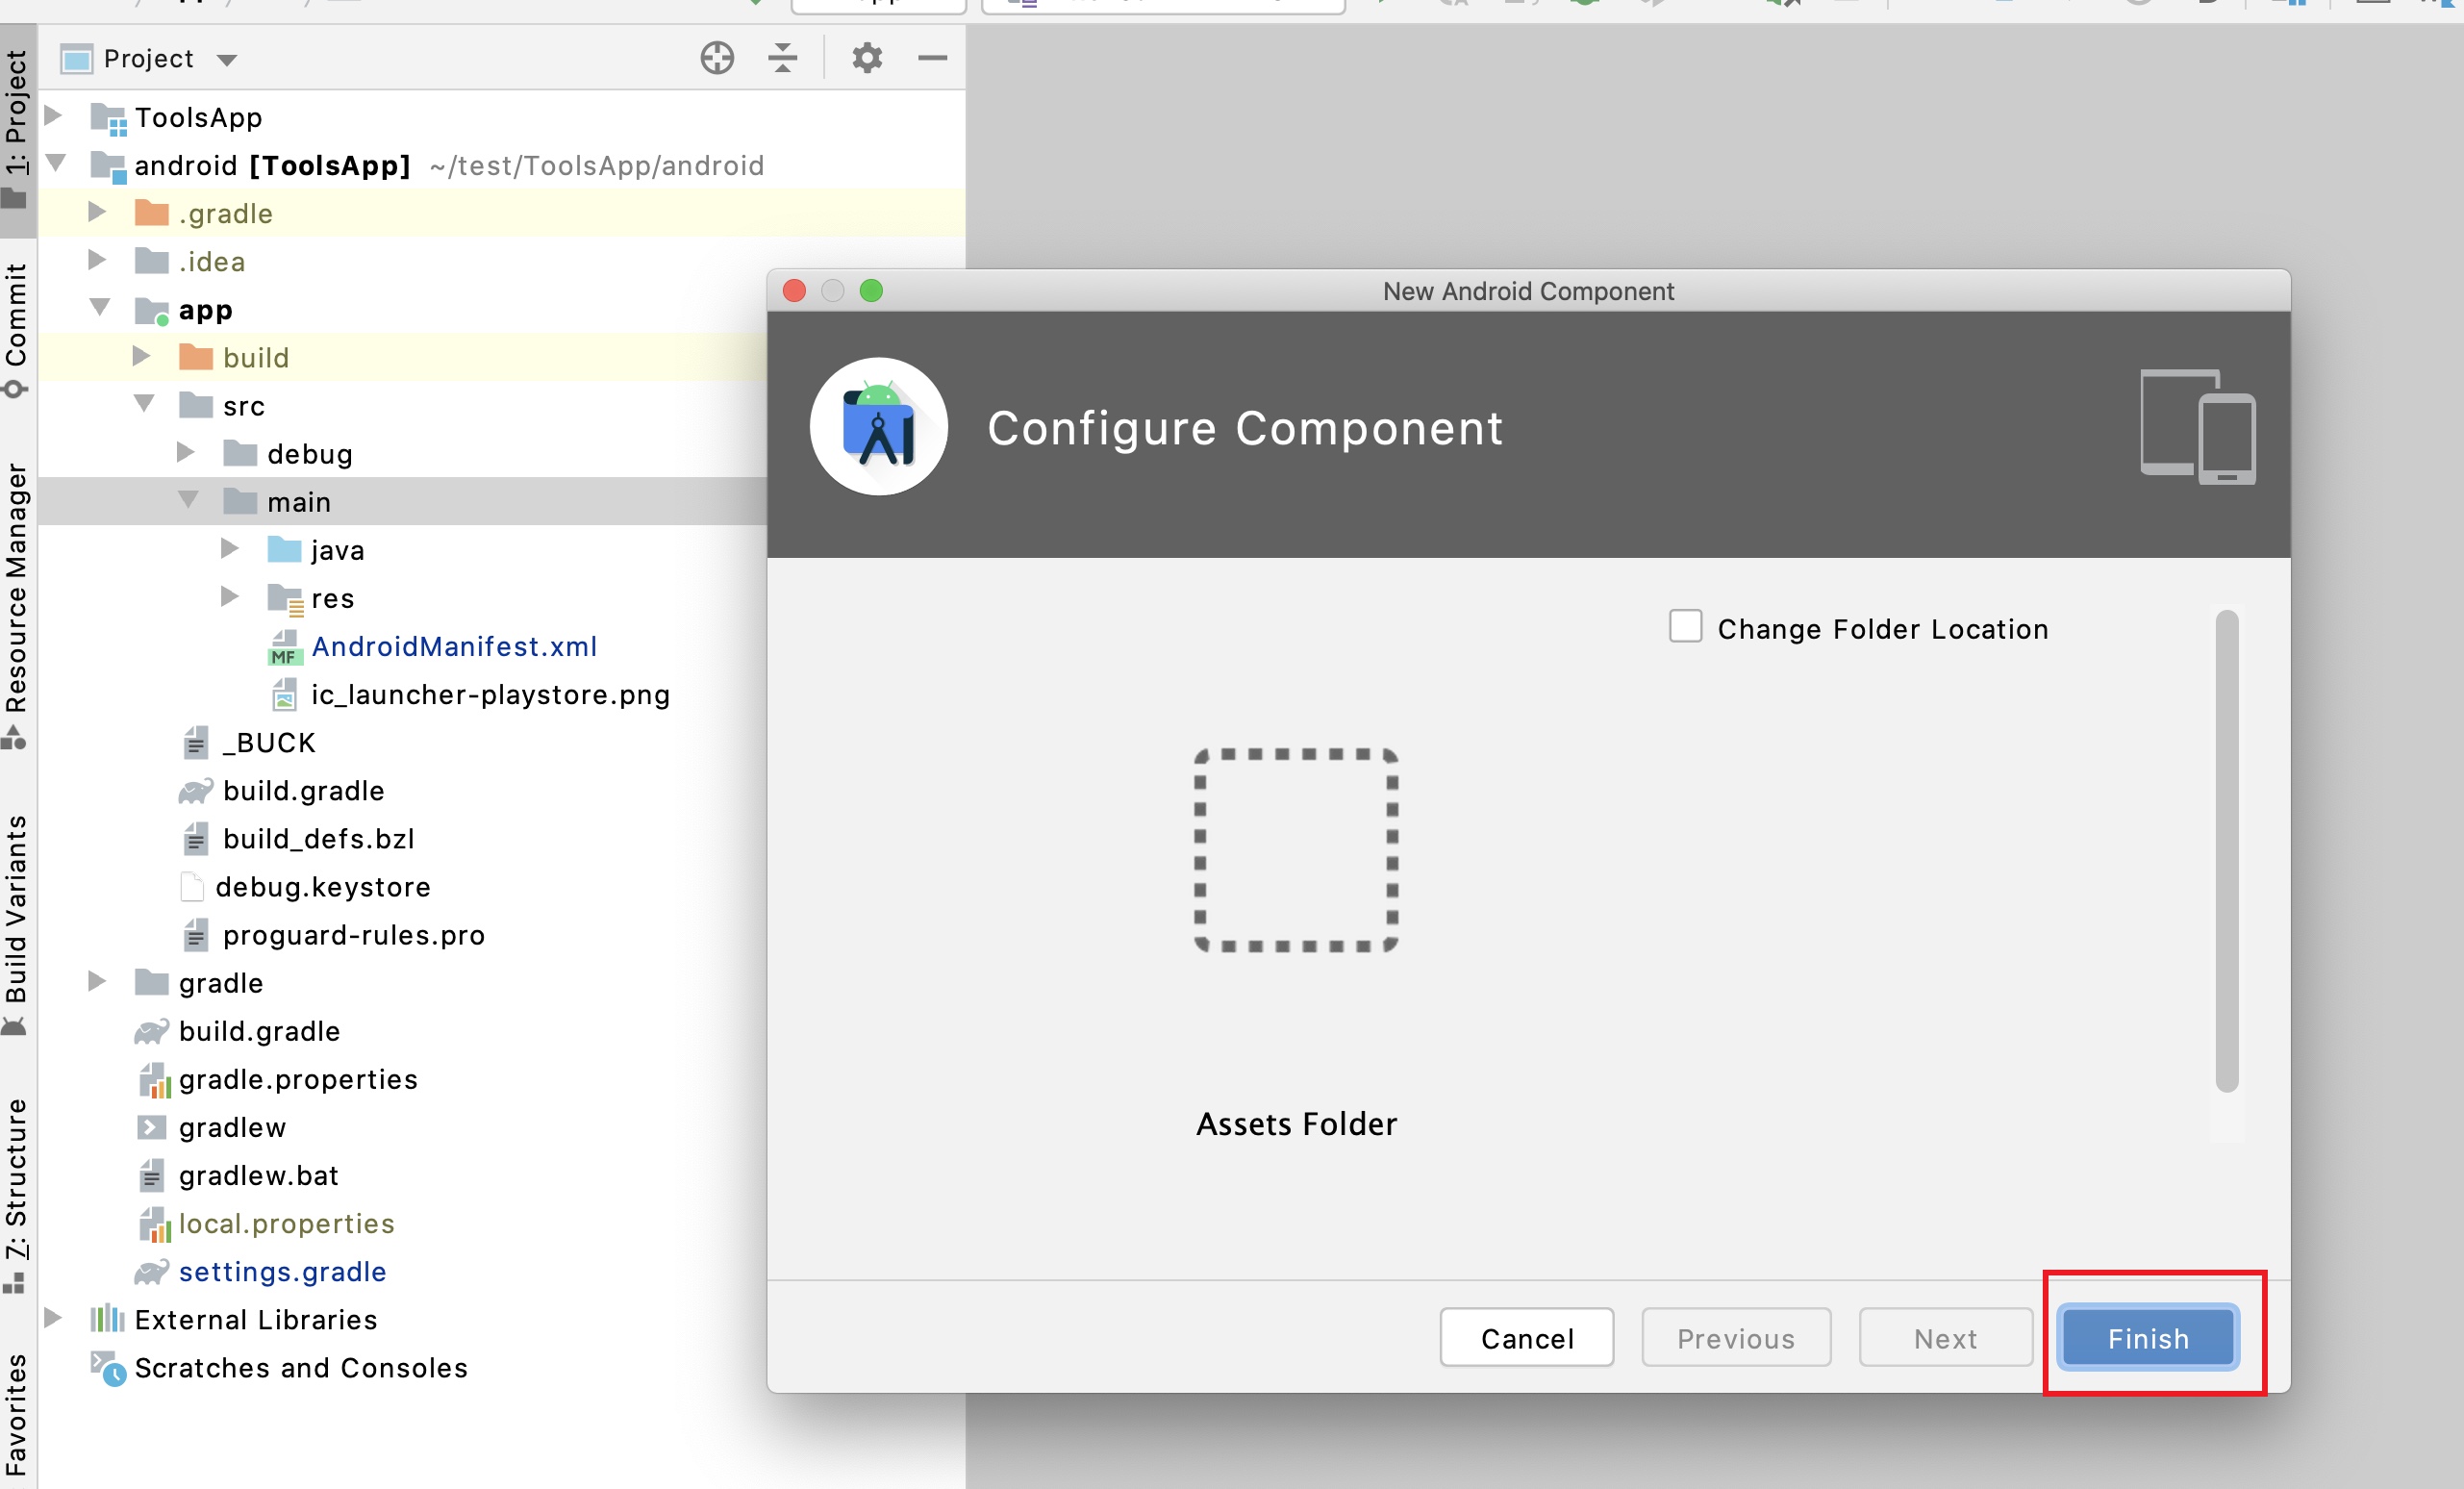 Project
ToolsApp
android [ToolsApp] ~/test/ToolsApp/android
.gradle
.idea
app
build
src
debug
main
java
res
MF AndroidManifest.xml
ic_launcher-playstore.png
_BUCK
build.gradle
build_defs.bzl
debug.keystore
proguard-rules.pro
gradle
build.gradle
gradle.properties
gradlew
gradlew.bat
local.properties
settings.gradle
External Libraries
Scratches and Consoles
1: Project
Commit
Resource Manager
Build Variants
7: Structure
Favorites
New Android Component
Configure Component
Change Folder Location
Assets Folder
Cancel
Previous
Next
Finish